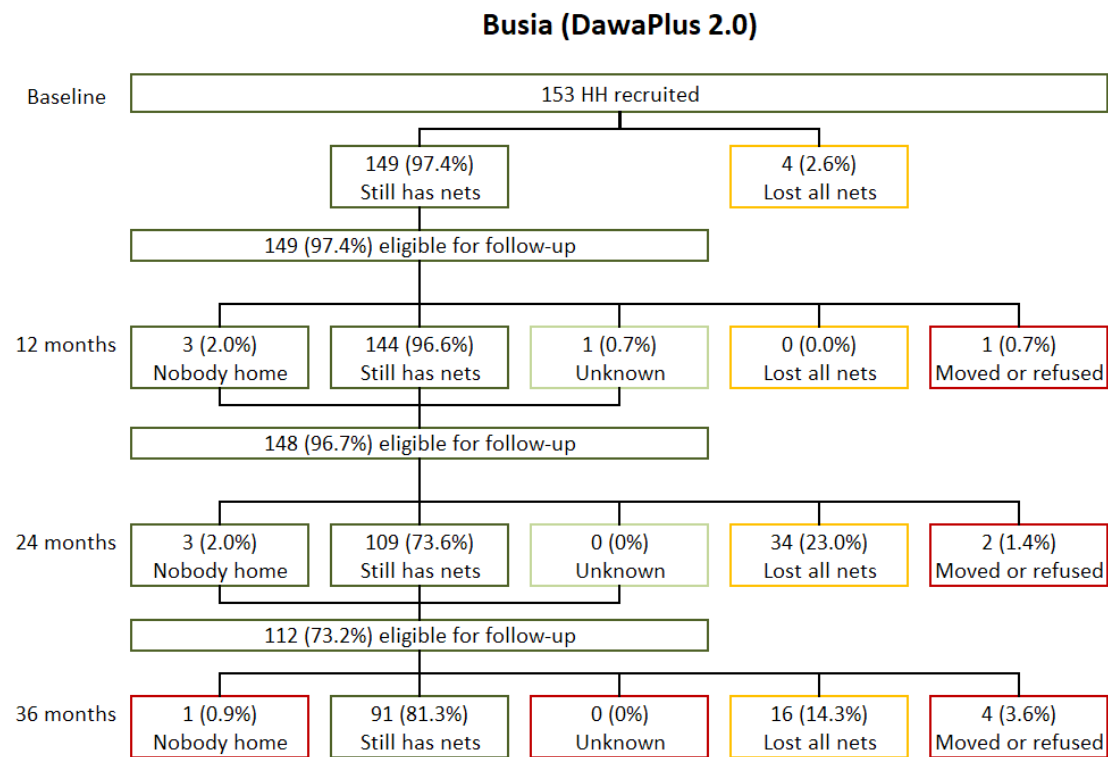 Busia (DawaPlus 2.0)
Baseline
153 HH recruited
149 (97.4%)
Still has nets
4 (2.6%)
Lost all nets
149 (97.4%) eligible for follow-up
12 months
3 (2.0%)
Nobody home
144 (96.6%)
Still has nets
1 (0.7%)
Unknown
0 (0.0%)
Lost all nets
1 (0.7%)
Moved or refused
148 (96.7%) eligible for follow-up
24 months
3 (2.0%)
Nobody home
109 (73.6%)
Still has nets
0 (0%)
Unknown
34 (23.0%)
Lost all nets
2 (1.4%)
Moved or refused
112 (73.2%) eligible for follow-up
36 months
1 (0.9%)
Nobody home
91 (81.3%)
Still has nets
0 (0%)
Unknown
16 (14.3%)
Lost all nets
4 (3.6%)
Moved or refused